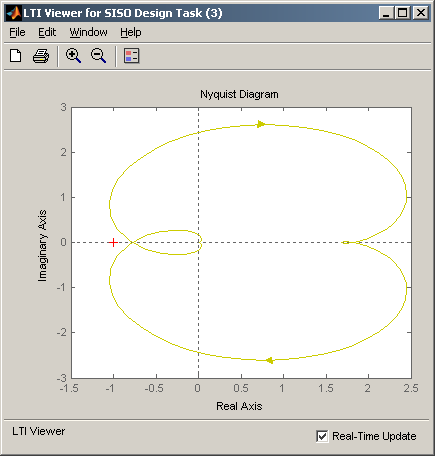 LTI Viewer for SISO Design Task (3)
File Edit Window Help
Nyquist Diagram
3
2
1
0
-1
-2
-3
Imaginary Axis
-1.5 -1 -0.5 0 0.5 1 1.5 2 2.5
Real Axis
LTI Viewer
Real-Time Update